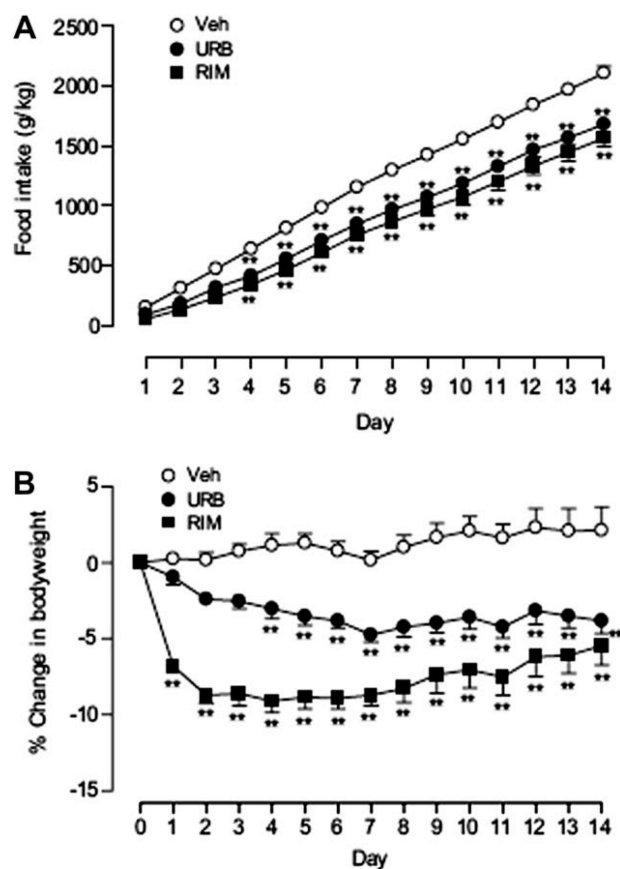 A
Veh
URB
RIM
Food intake (g/kg)
2500
2000
1500
1000
500
0
** ** ** ** ** ** ** ** ** ** **
** ** ** ** ** ** ** ** ** ** **
1 2 3 4 5 6 7 8 9 10 11 12 13 14
Day
B
Veh
URB
RIM
% Change in bodyweight
5
0
-5
-10
-15
** ** ** ** ** ** ** ** ** ** **
** ** ** ** ** ** ** ** ** ** ** ** ** **
0 1 2 3 4 5 6 7 8 9 10 11 12 13 14
Day